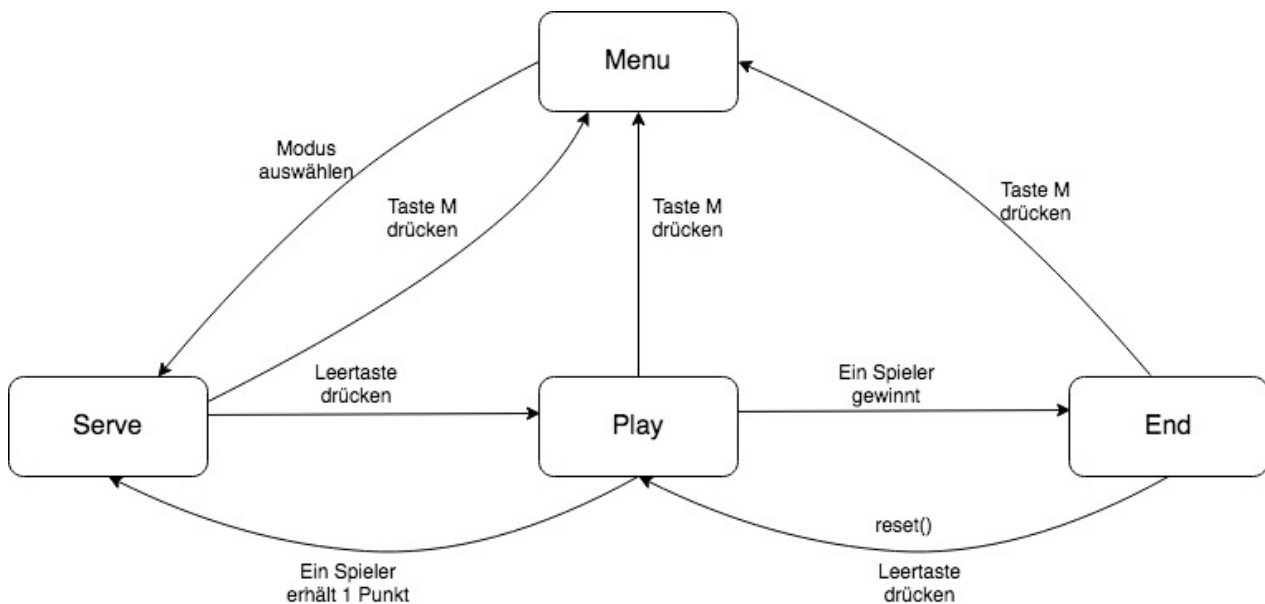 Menu
Modus
auswählen
Taste M
drücken
Taste M
drücken
Taste M
drücken
Serve
Leertaste
drücken
Play
Ein Spieler
gewinnt
End
Ein Spieler
erhält 1 Punkt
reset()
Leertaste
drücken